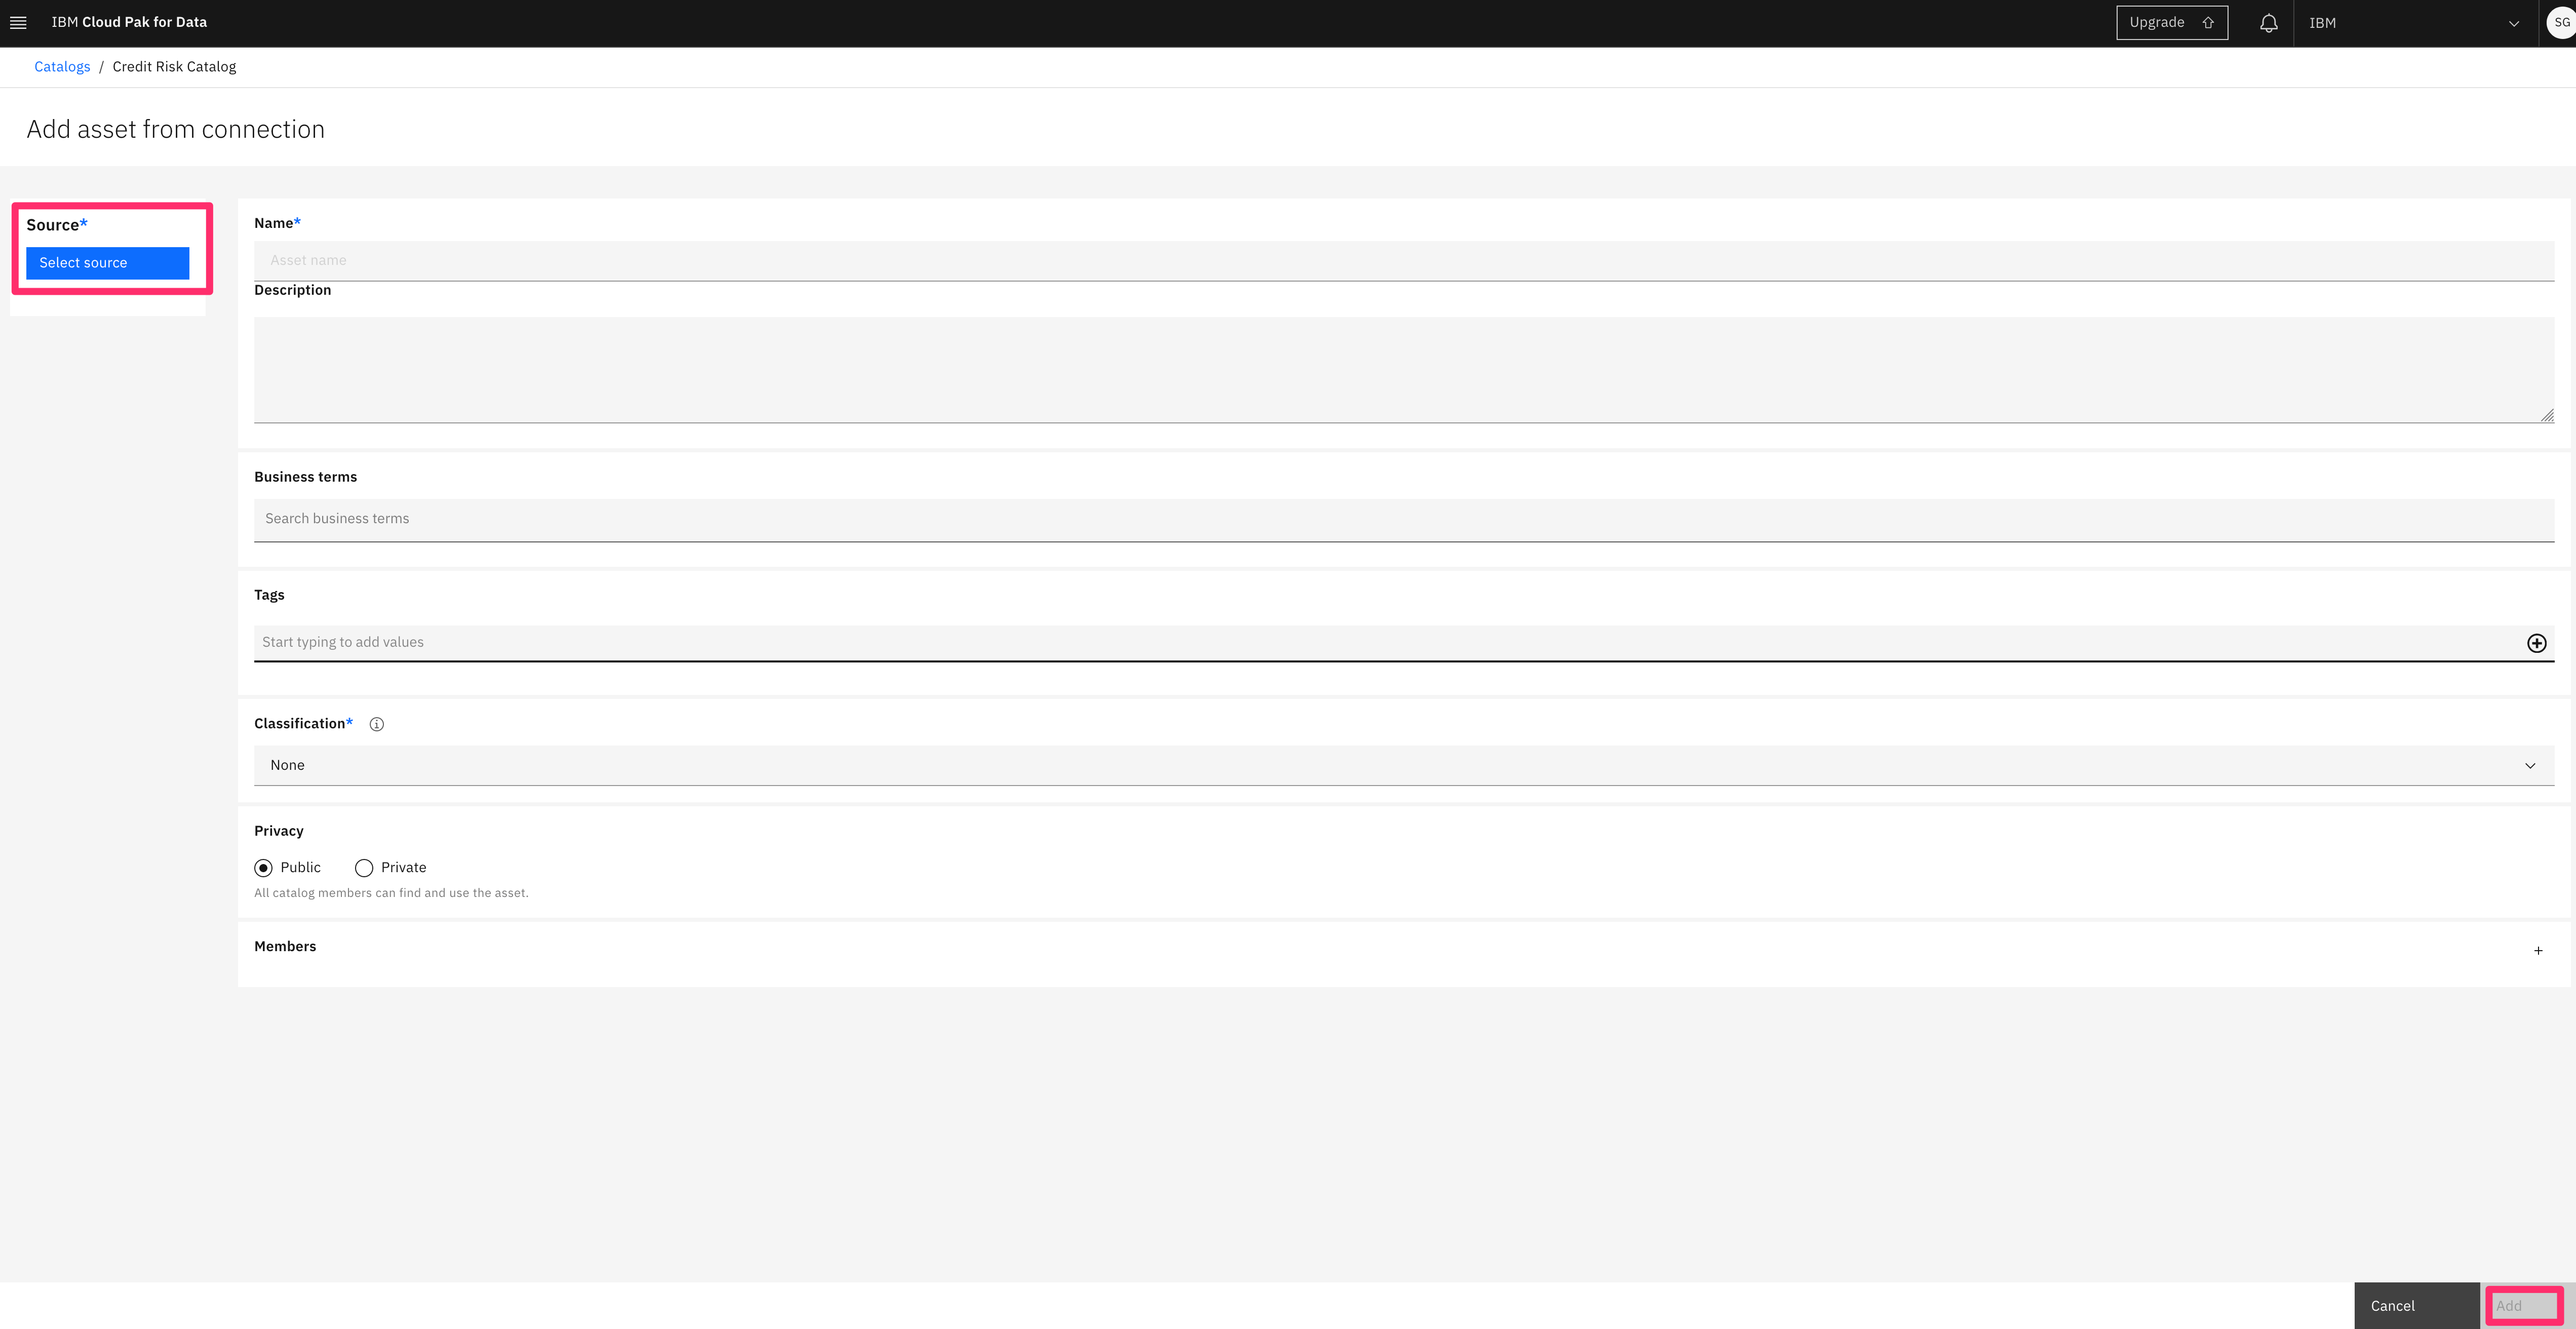 IBM Cloud Pak for Data
Upgrade
IBM
SG
Catalogs / Credit Risk Catalog
Add asset from connection
Source*
Select source
Name*
Asset name
Description
Business terms
Search business terms
Tags
Start typing to add values
Classification*
None
Privacy
Public Private
All catalog members can find and use the asset.
Members
Cancel
Add